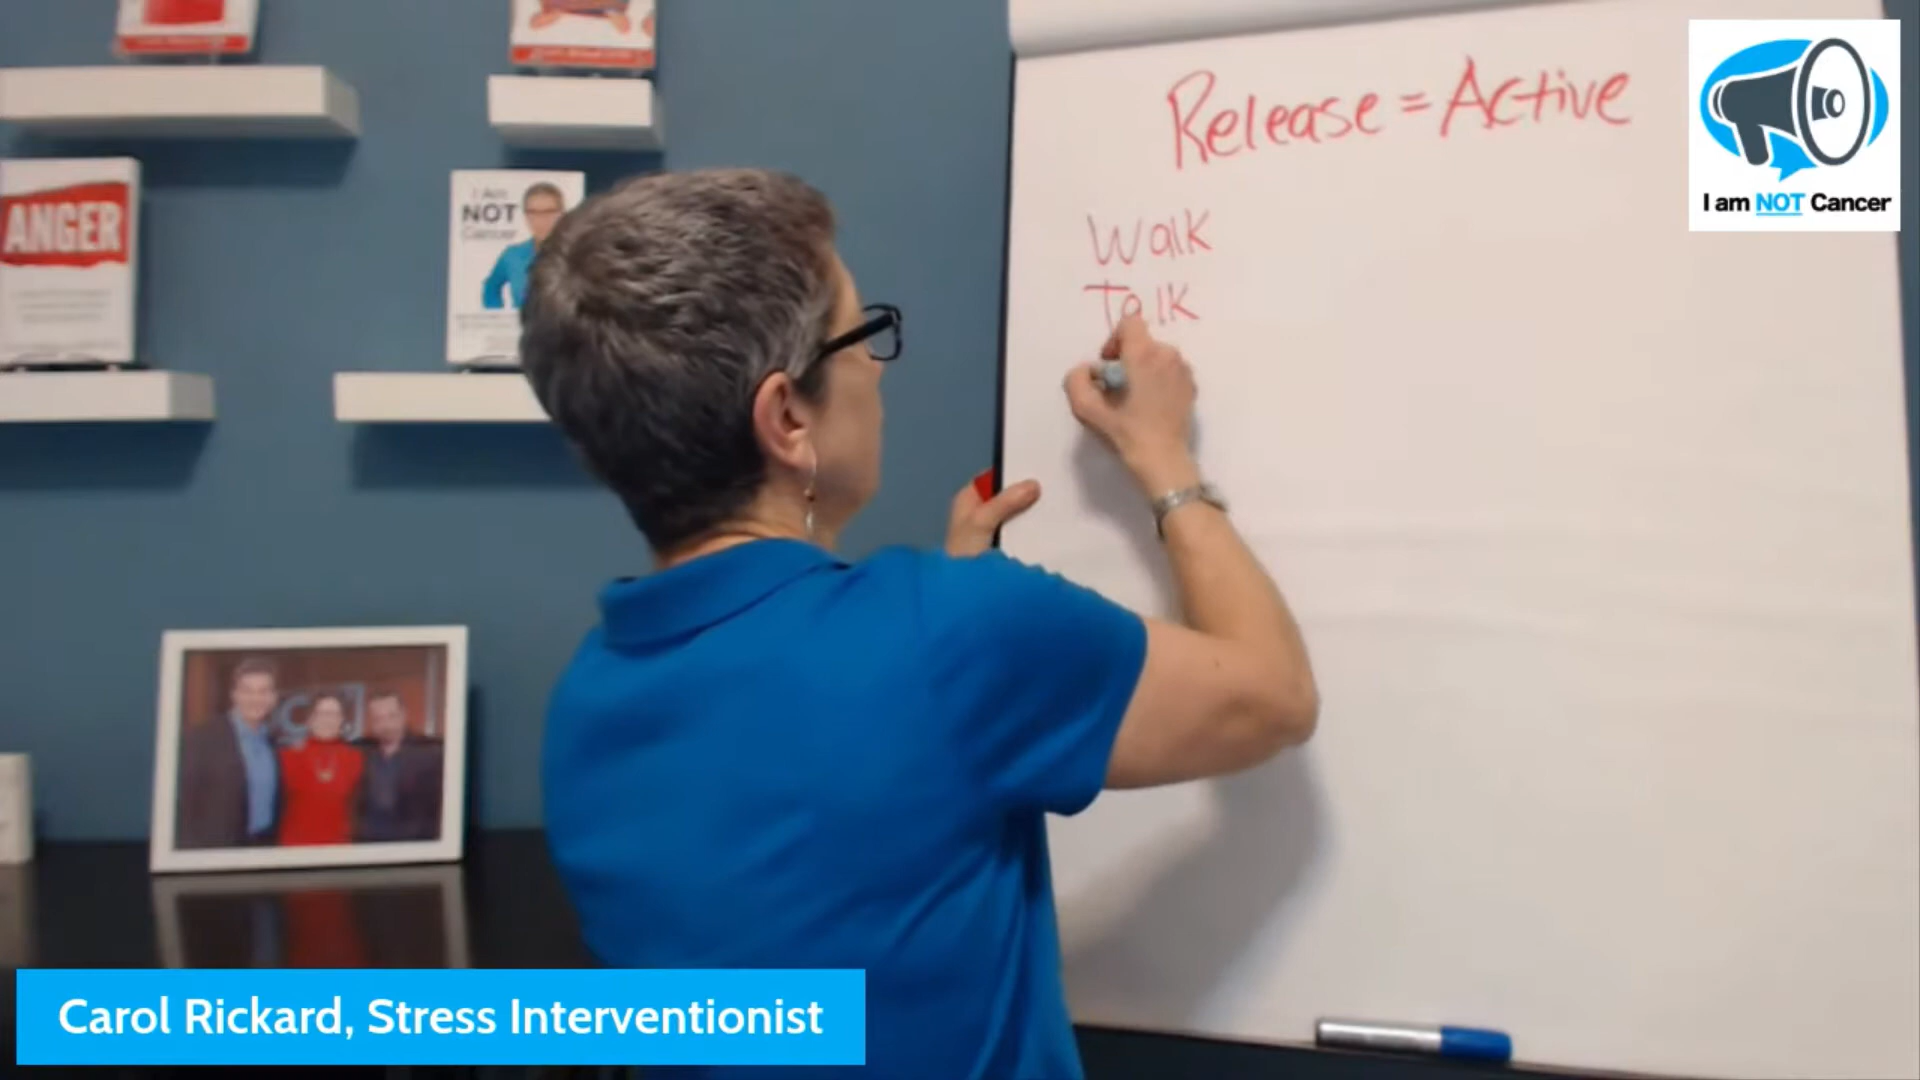 Release = Active
Walk
Talk
I am NOT Cancer
ANGER
I Am
NOT
Cancer
Carol Rickard, Stress Interventionist